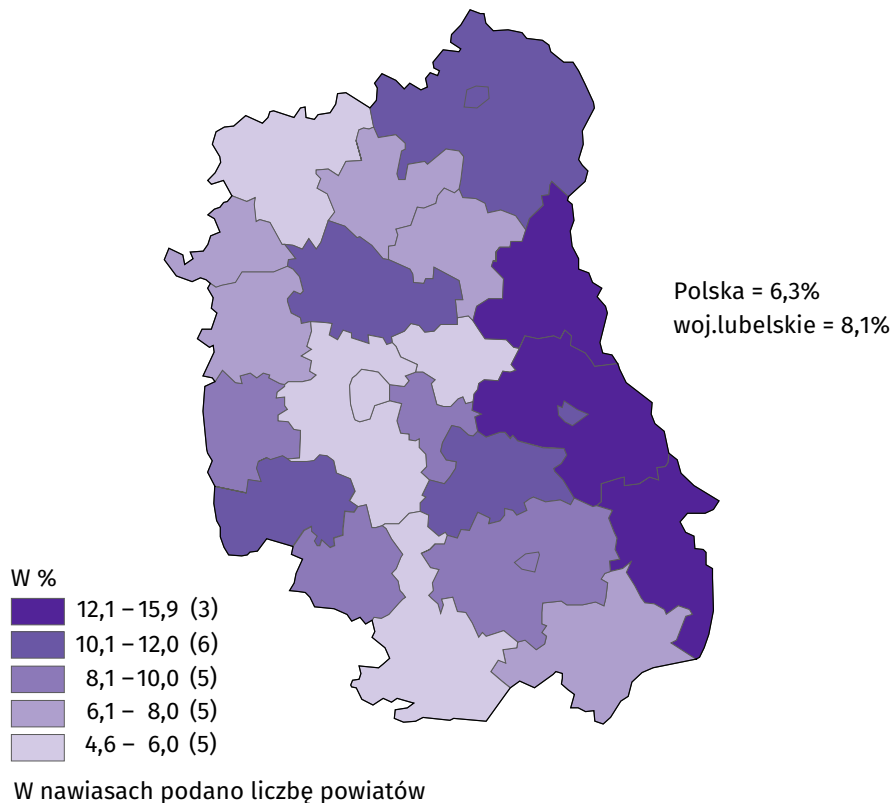 Polska = 6,3%
woj.lubelskie = 8,1%
W %
12,1 – 15,9 (3)
10,1 – 12,0 (6)
8,1 – 10,0 (5)
6,1 – 8,0 (5)
4,6 – 6,0 (5)
W nawiasach podano liczbę powiatów